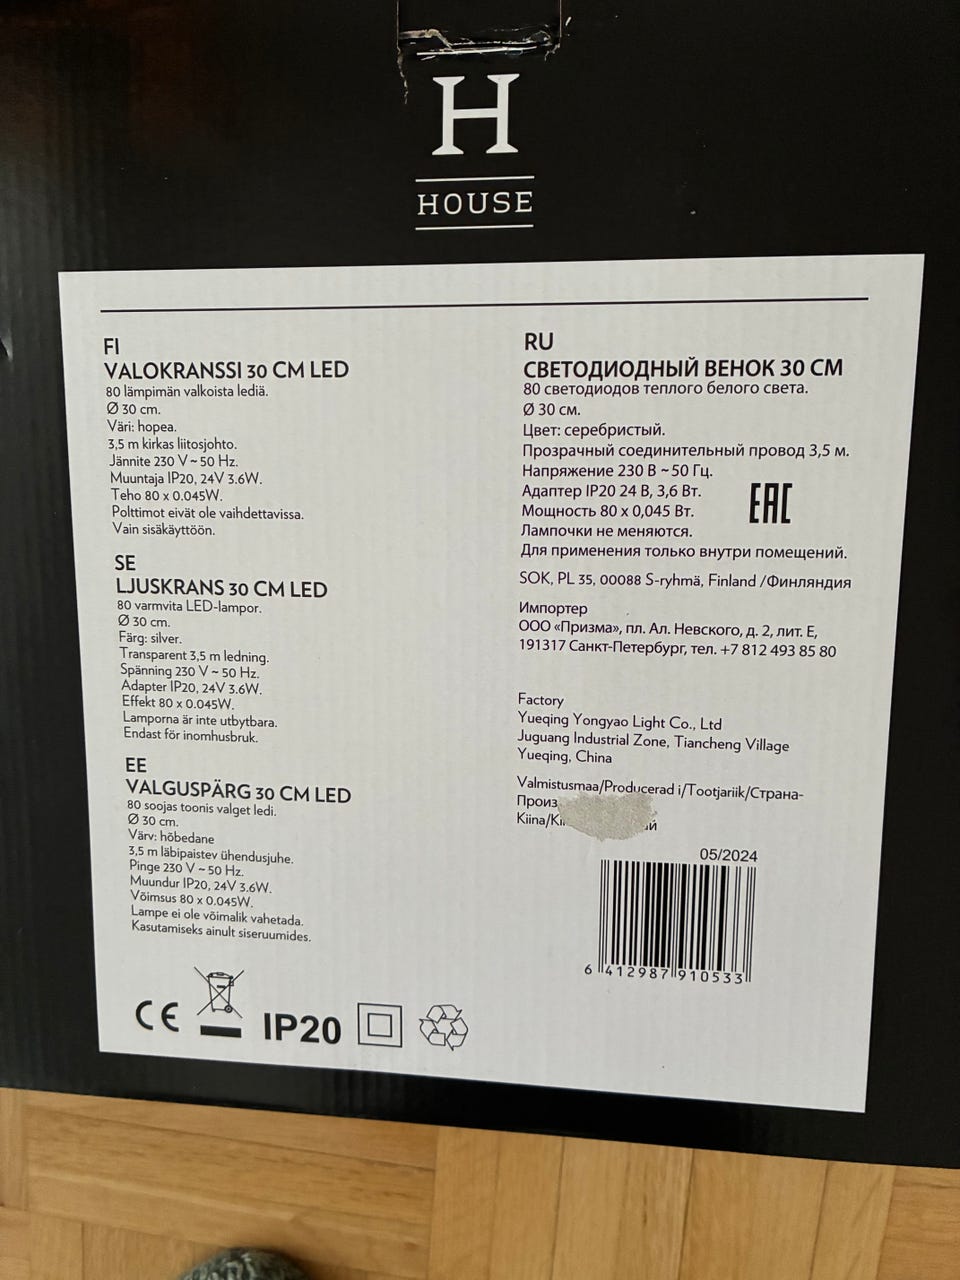 H
HOUSE
FI
VALOKRANSSI 30 CM LED
80 lämpimän valkoista lediä.
Ø 30 cm.
Väri: hopea.
3,5 m kirkas liitosjohto.
Jännite 230 V ~ 50 Hz.
Muuntaja IP20, 24V 3.6W.
Teho 80 x 0.045W.
Polttimot eivät ole vaihdettavissa.
Vain sisäkäyttöön.
SE
LJUSKRANS 30 CM LED
80 varmvita LED-lampor.
Ø 30 cm.
Färg: silver.
Transparent 3,5 m ledning.
Spänning 230 V ~ 50 Hz.
Adapter IP20, 24V 3.6W.
Effekt 80 x 0.045W.
Lamporna är inte utbytbara.
Endast för inomhusbruk.
EE
VALGUSPÄRG 30 CM LED
80 soojas toonis valget ledi.
Ø 30 cm.
Värv: hõbedane
3,5 m läbipaistev ühendusjuhe.
Pinge 230 V ~ 50 Hz.
Muundur IP20, 24V 3.6W.
Võimsus 80 x 0.045W.
Lampe ei ole võimalik vahetada.
Kasutamiseks ainult siseruumides.
CE IP20
RU
СВЕТОДИОДНЫЙ ВЕНОК 30 СМ
80 светодиодов теплого белого света.
Ø 30 см.
Цвет: серебристый.
Прозрачный соединительный провод 3,5 м.
Напряжение 230 В ~ 50 Гц.
Адаптер IP20 24 В, 3,6 Вт.
Мощность 80 x 0,045 Вт.
Лампочки не меняются.
Для применения только внутри помещений.
EAC
SOK, PL 35, 00088 S-ryhmä, Finland /Финляндия
Импортер
ООО «Призма», пл. Ал. Невского, д. 2, лит. Е,
191317 Санкт-Петербург, тел. +7 812 493 85 80
Factory
Yueqing Yongyao Light Co., Ltd
Juguang Industrial Zone, Tiancheng Village
Yueqing, China
Valmistusmaa/Producerad i/Tootjariik/Страна-
Произ
Kiina/Ki
05/2024
6 412987 910533